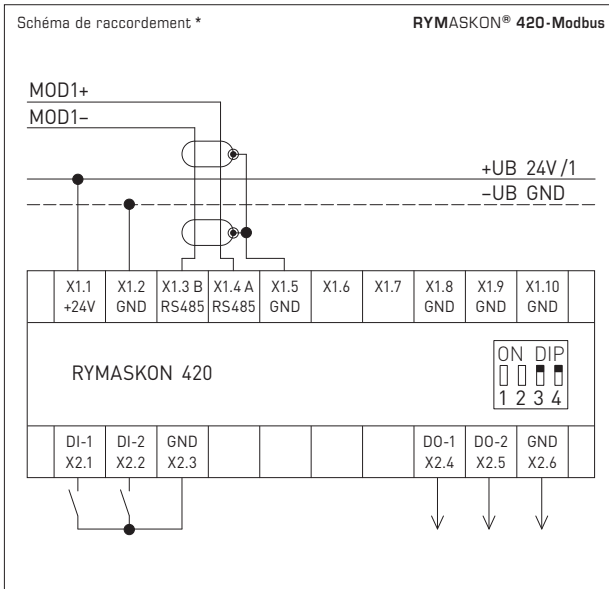 Schéma de raccordement *
RYMASKON® 420-Modbus
MOD1+
MOD1–
+UB 24V/1
–UB GND
X1.1 X1.2 X1.3 B X1.4 A X1.5 X1.6 X1.7 X1.8 X1.9 X1.10
+24V GND RS485 RS485 GND GND GND GND
RYMASKON 420
ON DIP
1 2 3 4
DI-1 DI-2 GND DO-1 DO-2 GND
X2.1 X2.2 X2.3 X2.4 X2.5 X2.6